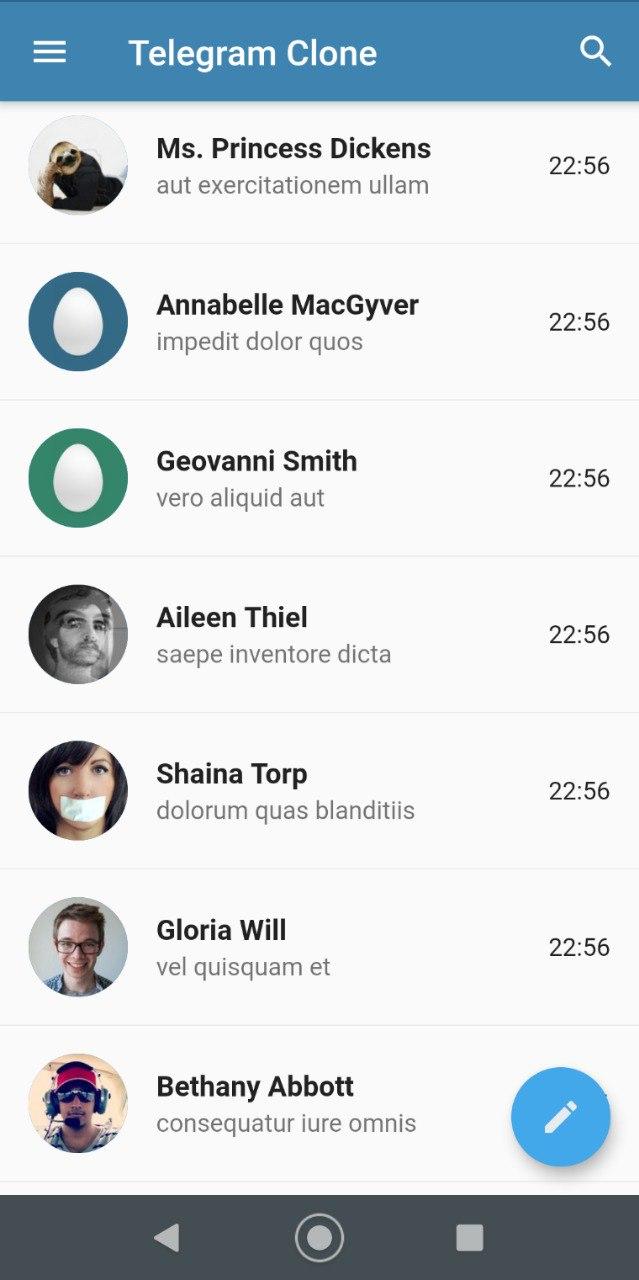 Telegram Clone
Ms. Princess Dickens
aut exercitationem ullam
22:56
Annabelle MacGyver
impedit dolor quos
22:56
Geovanni Smith
vero aliquid aut
22:56
Aileen Thiel
saepe inventore dicta
22:56
Shaina Torp
dolorum quas blanditiis
22:56
Gloria Will
vel quisquam et
22:56
Bethany Abbott
consequatur iure omnis